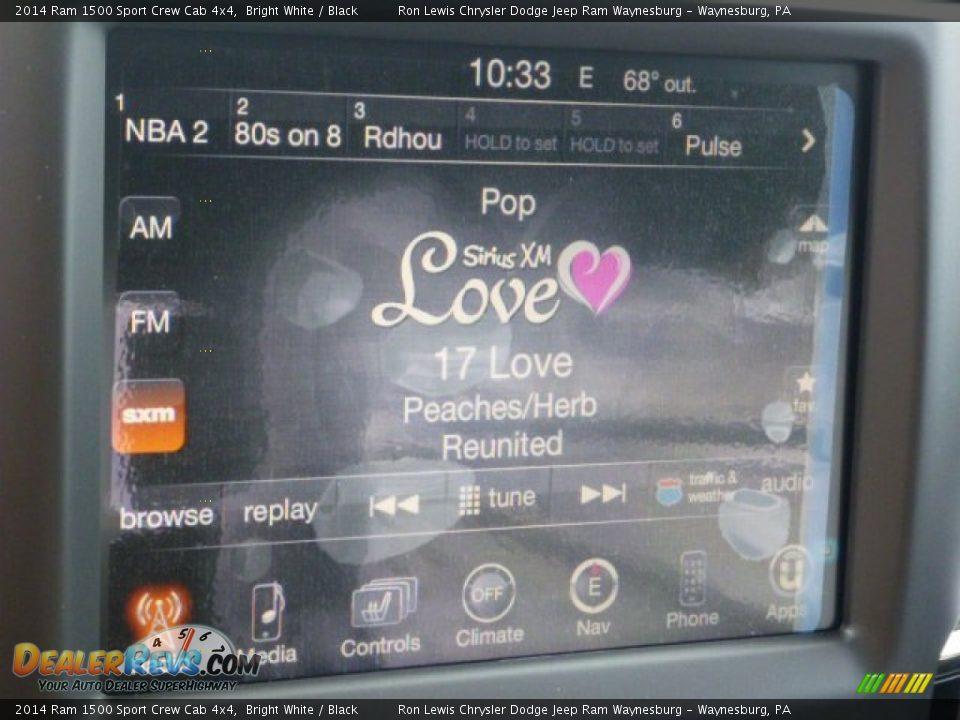 2014 Ram 1500 Sport Crew Cab 4x4, Bright White / Black Ron Lewis Chrysler Dodge Jeep Ram Waynesburg - Waynesburg, PA
10:33 E 68° out.
1 NBA 2
2 80s on 8
3 Rdhou
4 HOLD to set
5 HOLD to set
6 Pulse
Pop
AM
map
Sirius XM
Love
FM
17 Love
fav
sxm
Peaches/Herb
Reunited
browse
replay
tune
traffic &
weather
audio
OFF
E
Media
Controls
Climate
Nav
Phone
Apps
4 5 6
DealerRevs.com
Your Auto Dealer SuperHighway
2014 Ram 1500 Sport Crew Cab 4x4, Bright White / Black Ron Lewis Chrysler Dodge Jeep Ram Waynesburg - Waynesburg, PA